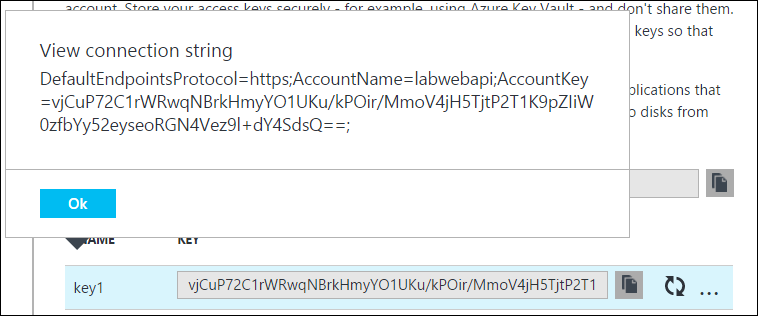 account. Store your access keys securely - for example, using Azure Key Vault - and don't share them.
keys so that
View connection string
DefaultEndpointsProtocol=https;AccountName=labwebapi;AccountKey
=vjCuP72C1rWRwqNBrkHmyYO1UKu/kPOir/MmoV4jH5TjtP2T1K9pZIiW
0zfbYy52eyseoRGN4Vez9l+dY4SdsQ==;
plications that
disks from
Ok
NAME KEY
key1 vjCuP72C1rWRwqNBrkHmyYO1UKu/kPOir/MmoV4jH5TjtP2T1